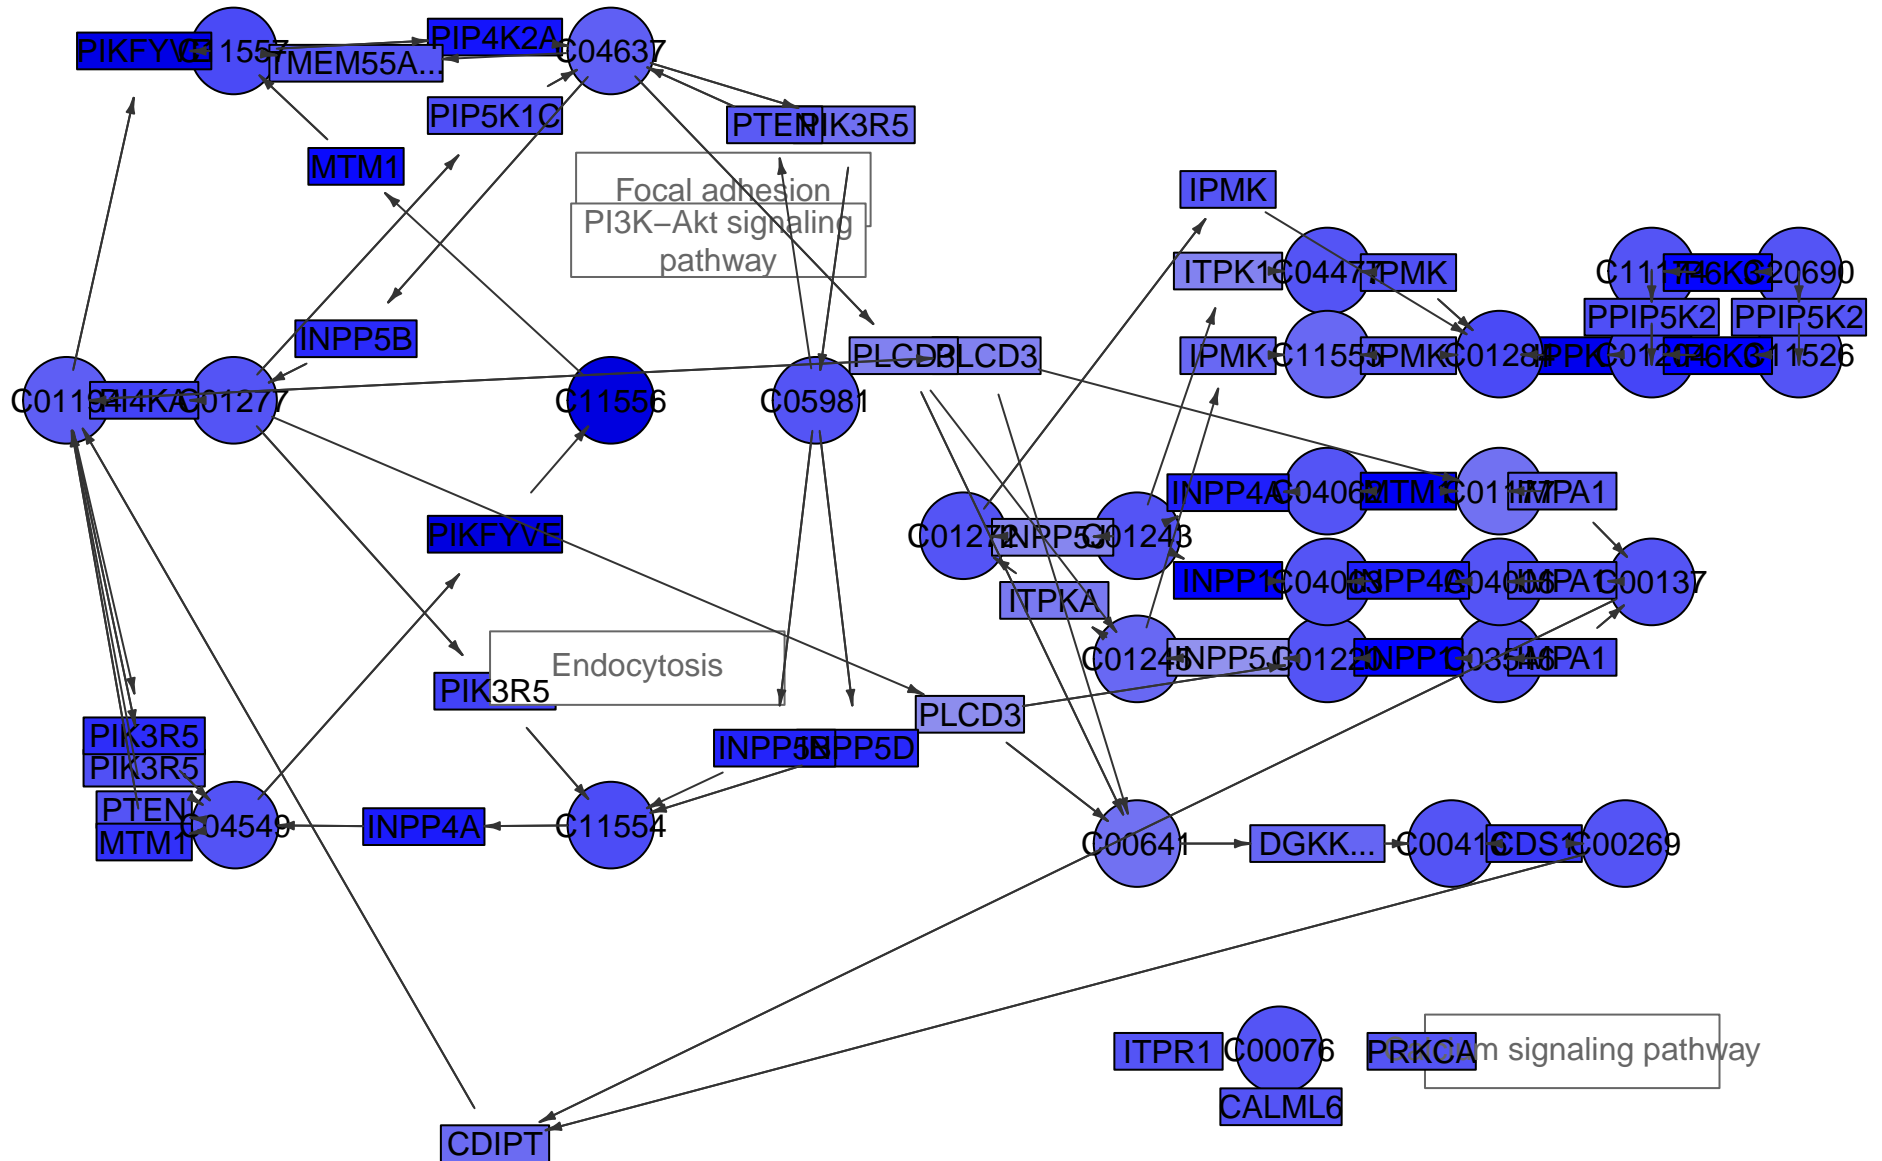 PIP4K2A
C04637
TMEM55A...
PIP5K1C
PTEN
PIK3R5
MTM1
Focal adhesion
PI3K−Akt signaling
pathway
IPMK
ITPK1
C04477
IPMK
C20690
PPIP5K2
PPIP5K2
INPP5B
PLCD3
PLCD3
IPMK
C11555
IPMK
C01284
C11526
C01194
PI4KA
C01277
C11556
C05981
INPP4A
C04062
MTM1
C01177
IMPA1
C01272
INPP5J
C01243
PIKFYVE
INPP1
C04063
INPP4A
IMPA1
C00137
ITPKA
C01245
INPP5J
C01220
INPP1
C03546
IMPA1
Endocytosis
PIK3R5
PLCD3
PIK3R5
PIK3R5
INPP5B
INPP5D
PTEN
MTM1
C04549
INPP4A
C11554
C00641
DGKK...
C00416
CDS1
C00269
ITPR1
C00076
PRKCA
signaling pathway
CALML6
CDIPT